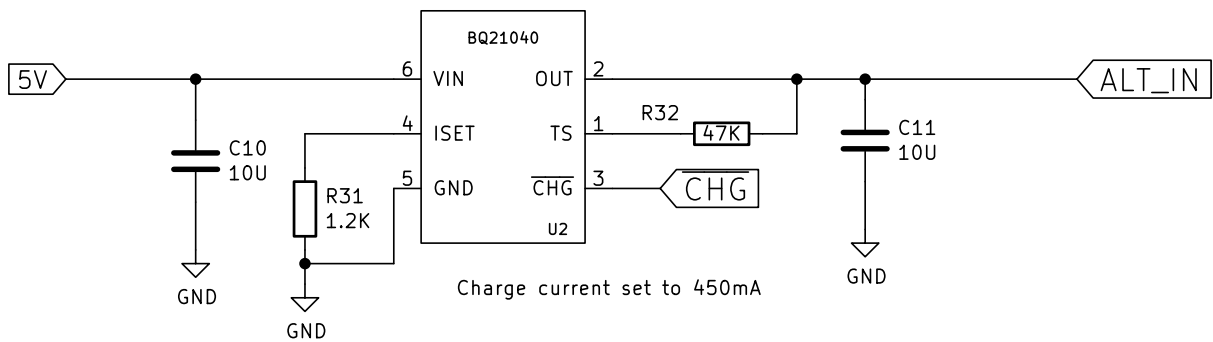 BQ21040
5V
6
VIN
OUT
2
ALT_IN
4
ISET
TS
1
R32
47K
C10
10U
C11
10U
5
GND
CHG
3
CHG
R31
1.2K
U2
GND
GND
GND
Charge current set to 450mA